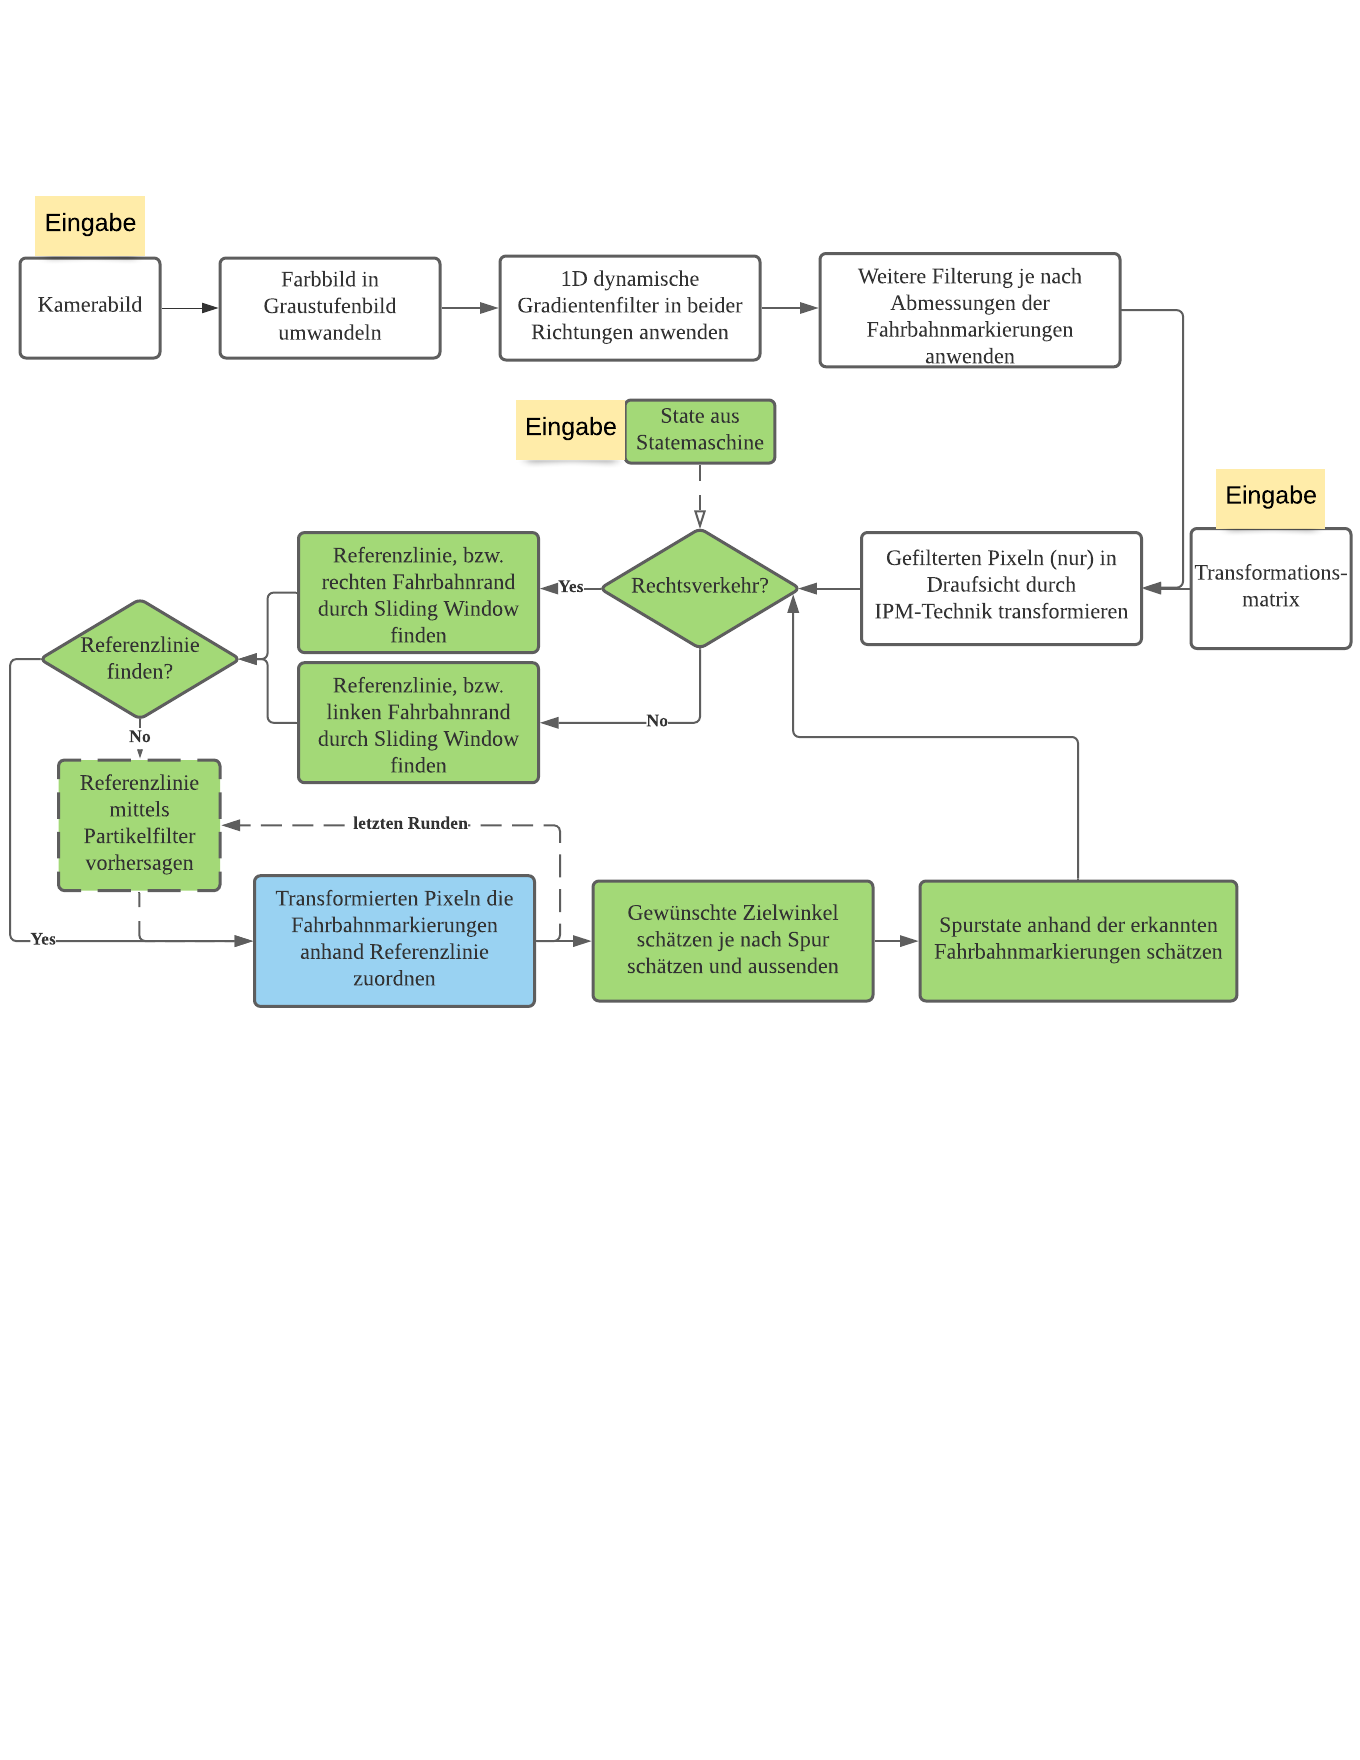 Eingabe
Kamerabild
Farbbild in
Graustufenbild
umwandeln
1D dynamische
Gradientenfilter in beider
Richtungen anwenden
Weitere Filterung je nach
Abmessungen der
Fahrbahnmarkierungen
anwenden
Eingabe
State aus
Statemaschine
Eingabe
Transformations-
matrix
Gefilterten Pixeln (nur) in
Draufsicht durch
IPM-Technik transformieren
Rechtsverkehr?
Yes
No
Referenzlinie, bzw.
rechten Fahrbahnrand
durch Sliding Window
finden
Referenzlinie, bzw.
linken Fahrbahnrand
durch Sliding Window
finden
Referenzlinie
finden?
No
Yes
Referenzlinie
mittels
Partikelfilter
vorhersagen
letzten Runden
Transformierten Pixeln die
Fahrbahnmarkierungen
anhand Referenzlinie
zuordnen
Gewünschte Zielwinkel
schätzen je nach Spur
schätzen und aussenden
Spurstate anhand der erkannten
Fahrbahnmarkierungen schätzen